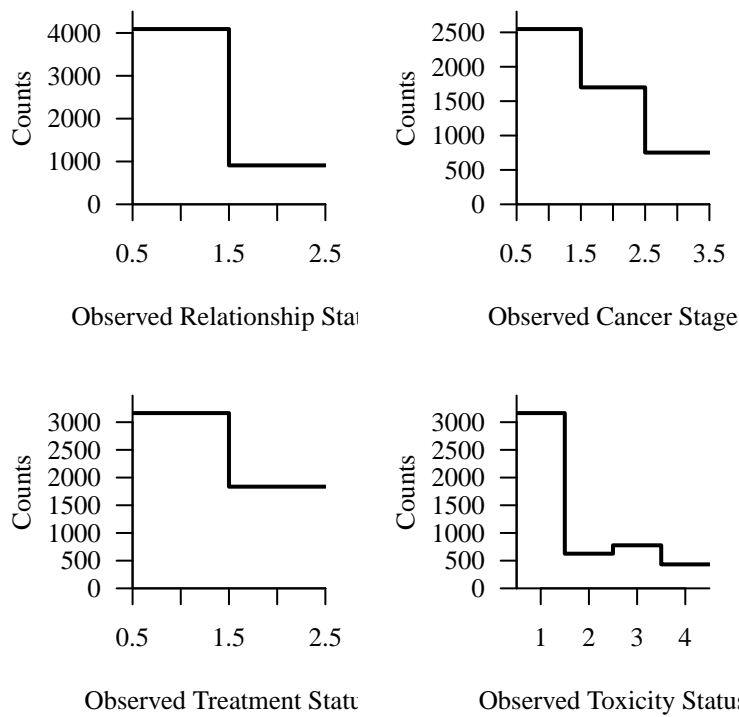 Counts
4000
3000
2000
1000
0
0.5 1.5 2.5
Observed Relationship Stat
Counts
2500
2000
1500
1000
500
0
0.5 1.5 2.5 3.5
Observed Cancer Stage
Counts
3000
2500
2000
1500
1000
500
0
0.5 1.5 2.5
Observed Treatment Statu
Counts
3000
2500
2000
1500
1000
500
0
1 2 3 4
Observed Toxicity Status